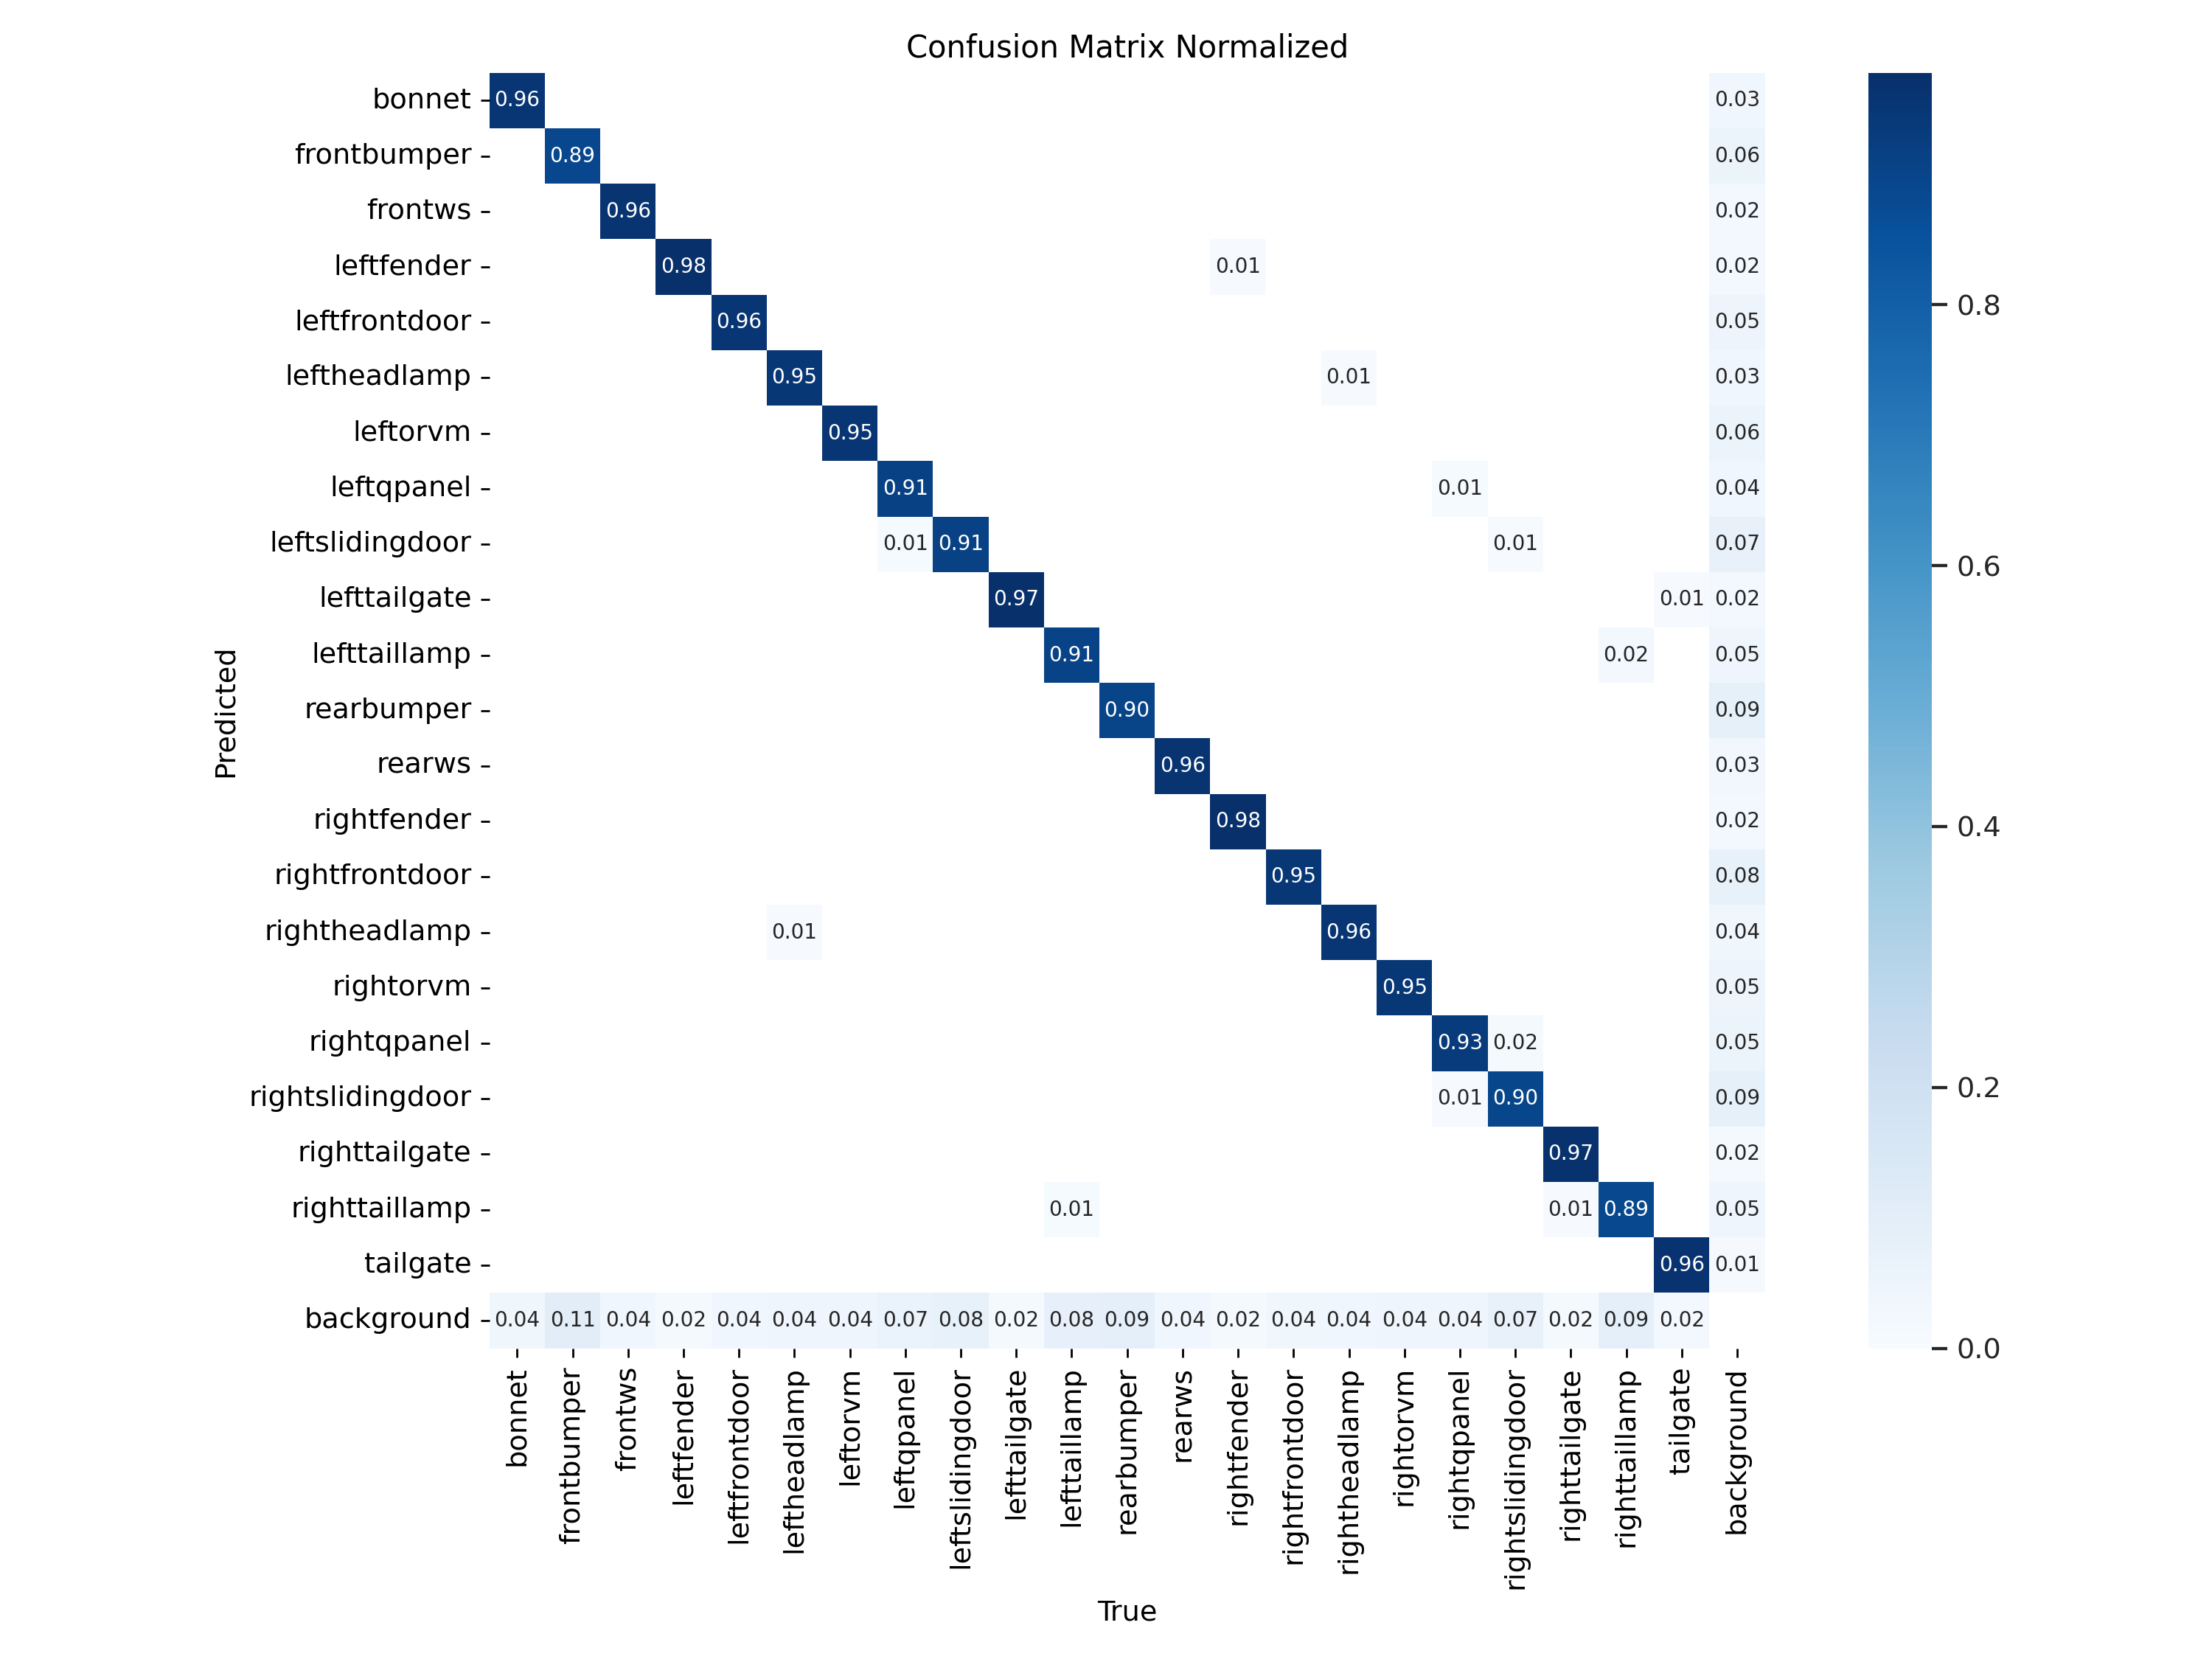 Confusion Matrix Normalized
bonnet 0.96 0.03
frontbumper 0.89 0.06
frontws 0.96 0.02
leftfender 0.98 0.01 0.02
leftfrontdoor 0.96 0.05
leftheadlamp 0.95 0.01 0.03
leftorvm 0.95 0.06
leftqpanel 0.91 0.01 0.04
leftslidingdoor 0.01 0.91 0.01 0.07
lefttailgate 0.97 0.01 0.02
lefttaillamp 0.91 0.02 0.05
rearbumper 0.90 0.09
rearws 0.96 0.03
rightfender 0.98 0.02
rightfrontdoor 0.95 0.08
rightheadlamp 0.01 0.96 0.04
rightorvm 0.95 0.05
rightqpanel 0.93 0.02 0.05
rightslidingdoor 0.01 0.90 0.09
righttailgate 0.97 0.02
righttaillamp 0.01 0.01 0.89 0.05
tailgate 0.96 0.01
background 0.04 0.11 0.04 0.02 0.04 0.04 0.04 0.07 0.08 0.02 0.08 0.09 0.04 0.02 0.04 0.04 0.04 0.04 0.07 0.02 0.09 0.02
Predicted
bonnet
frontbumper
frontws
leftfender
leftfrontdoor
leftheadlamp
leftorvm
leftqpanel
leftslidingdoor
lefttailgate
lefttaillamp
rearbumper
rearws
rightfender
rightfrontdoor
rightheadlamp
rightorvm
rightqpanel
rightslidingdoor
righttailgate
righttaillamp
tailgate
background
True
0.8
0.6
0.4
0.2
0.0